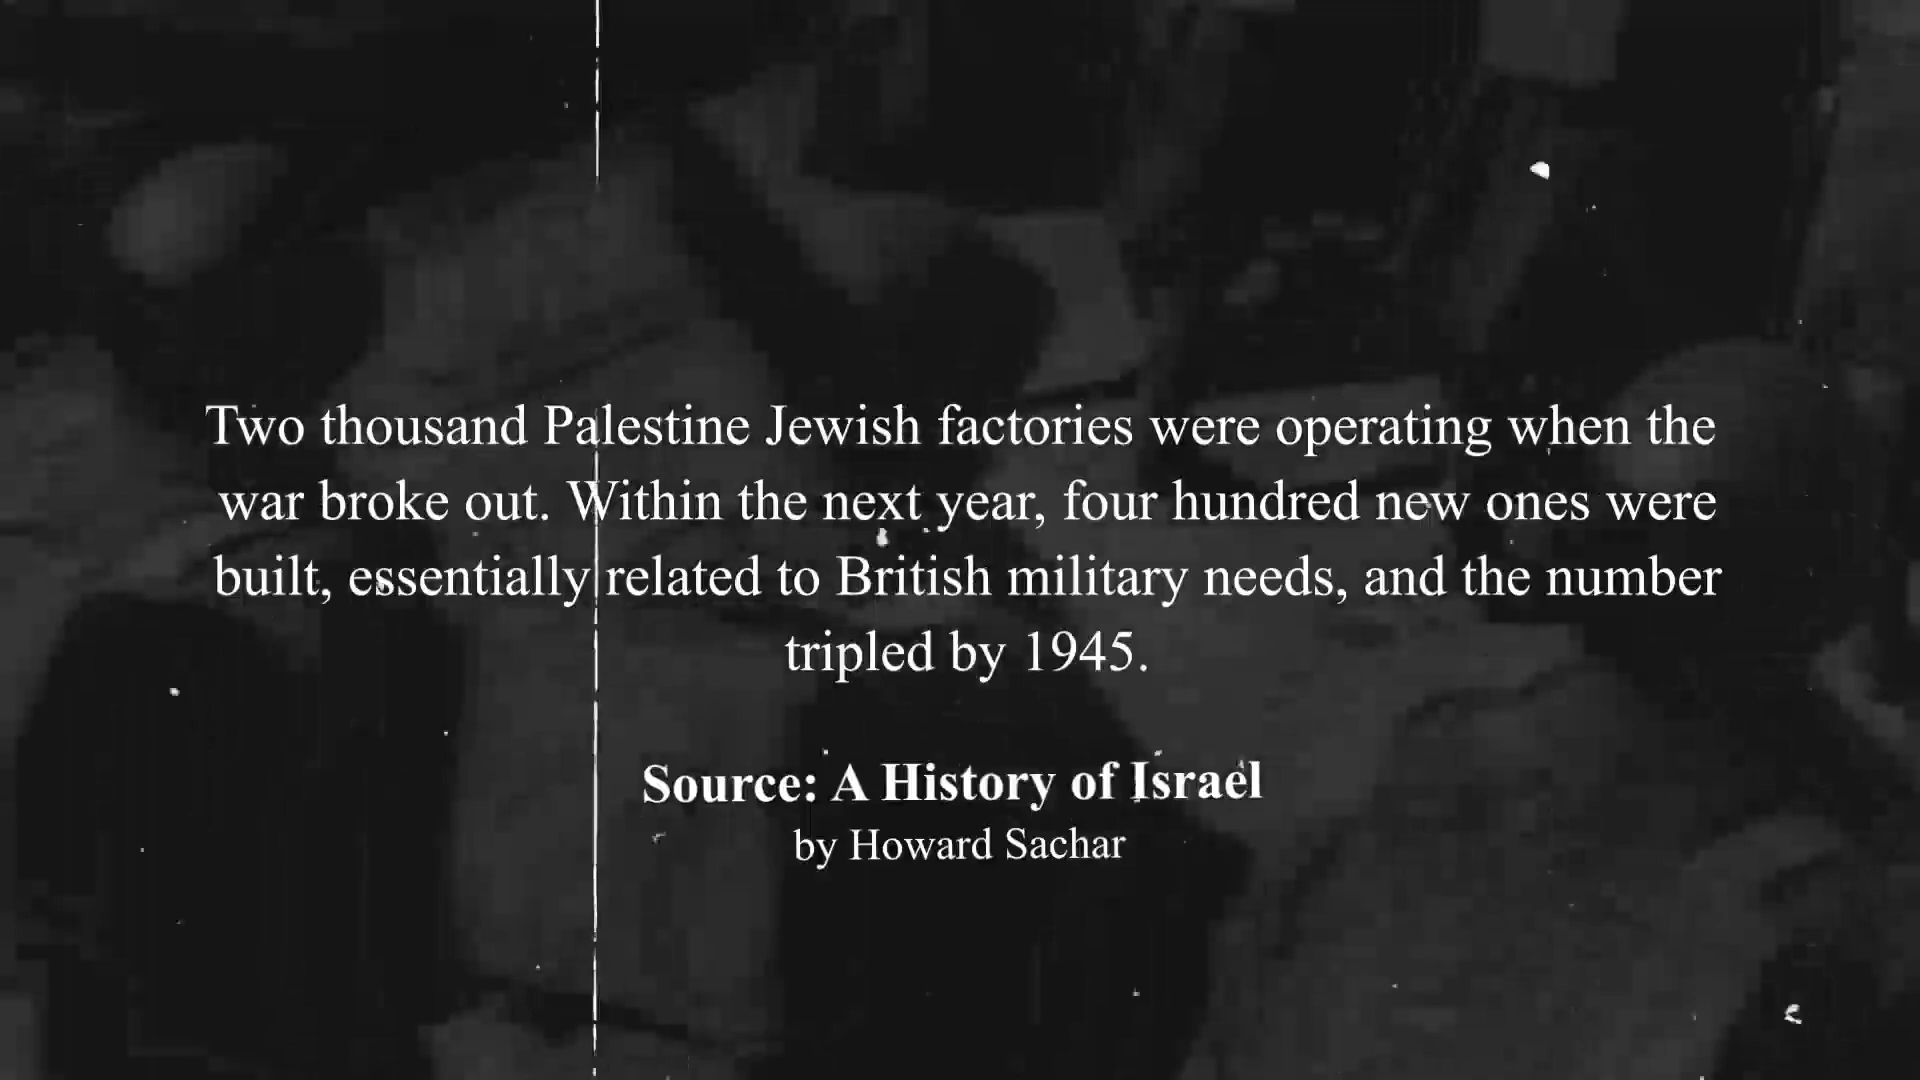 Two thousand Palestine Jewish factories were operating when the
war broke out. Within the next year, four hundred new ones were
built, essentially related to British military needs, and the number
tripled by 1945.
Source: A History of Israel
by Howard Sachar